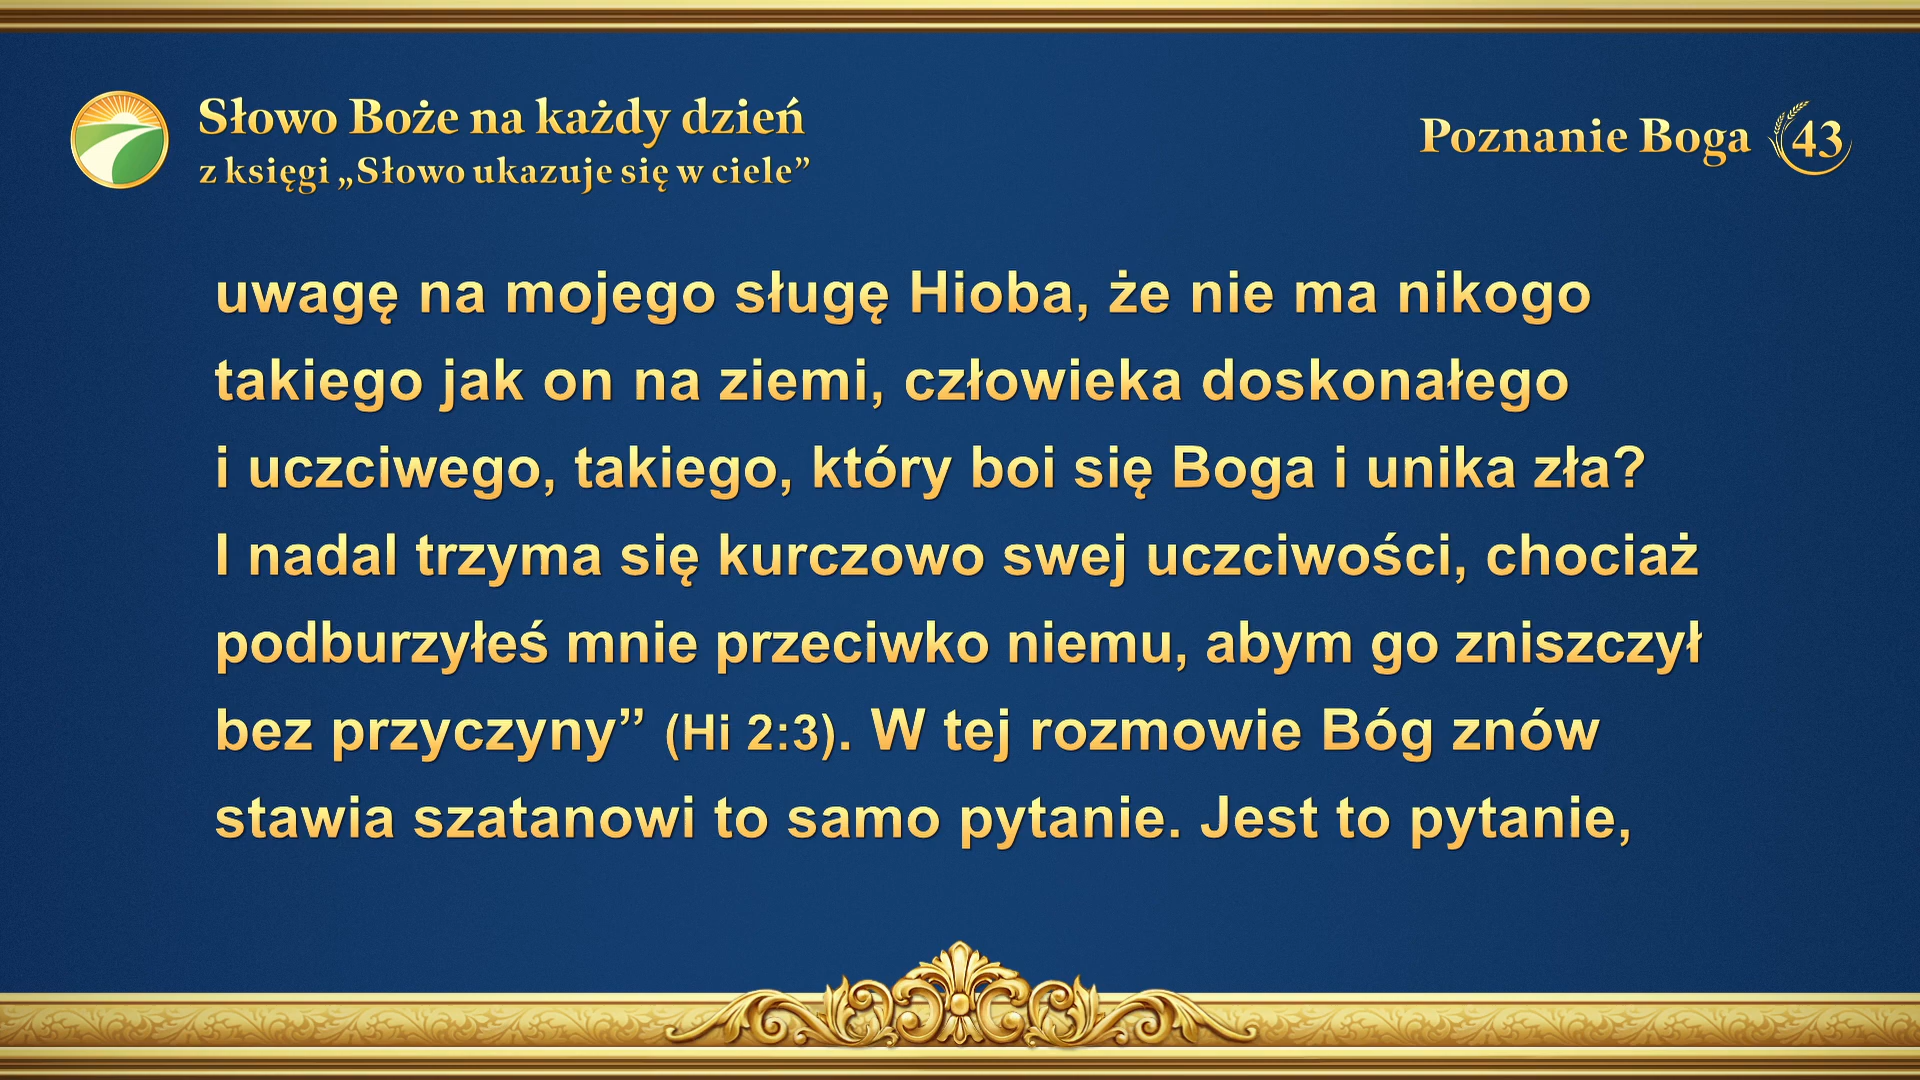 Słowo Boże na każdy dzień
z księgi „Słowo ukazuje się w ciele”
Poznanie Boga 43
uwagę na mojego sługę Hioba, że nie ma nikogo
takiego jak on na ziemi, człowieka doskonałego
i uczciwego, takiego, który boi się Boga i unika zła?
I nadal trzyma się kurczowo swej uczciwości, chociaż
podburzyłeś mnie przeciwko niemu, abym go zniszczył
bez przyczyny” (Hi 2:3). W tej rozmowie Bóg znów
stawia szatanowi to samo pytanie. Jest to pytanie,